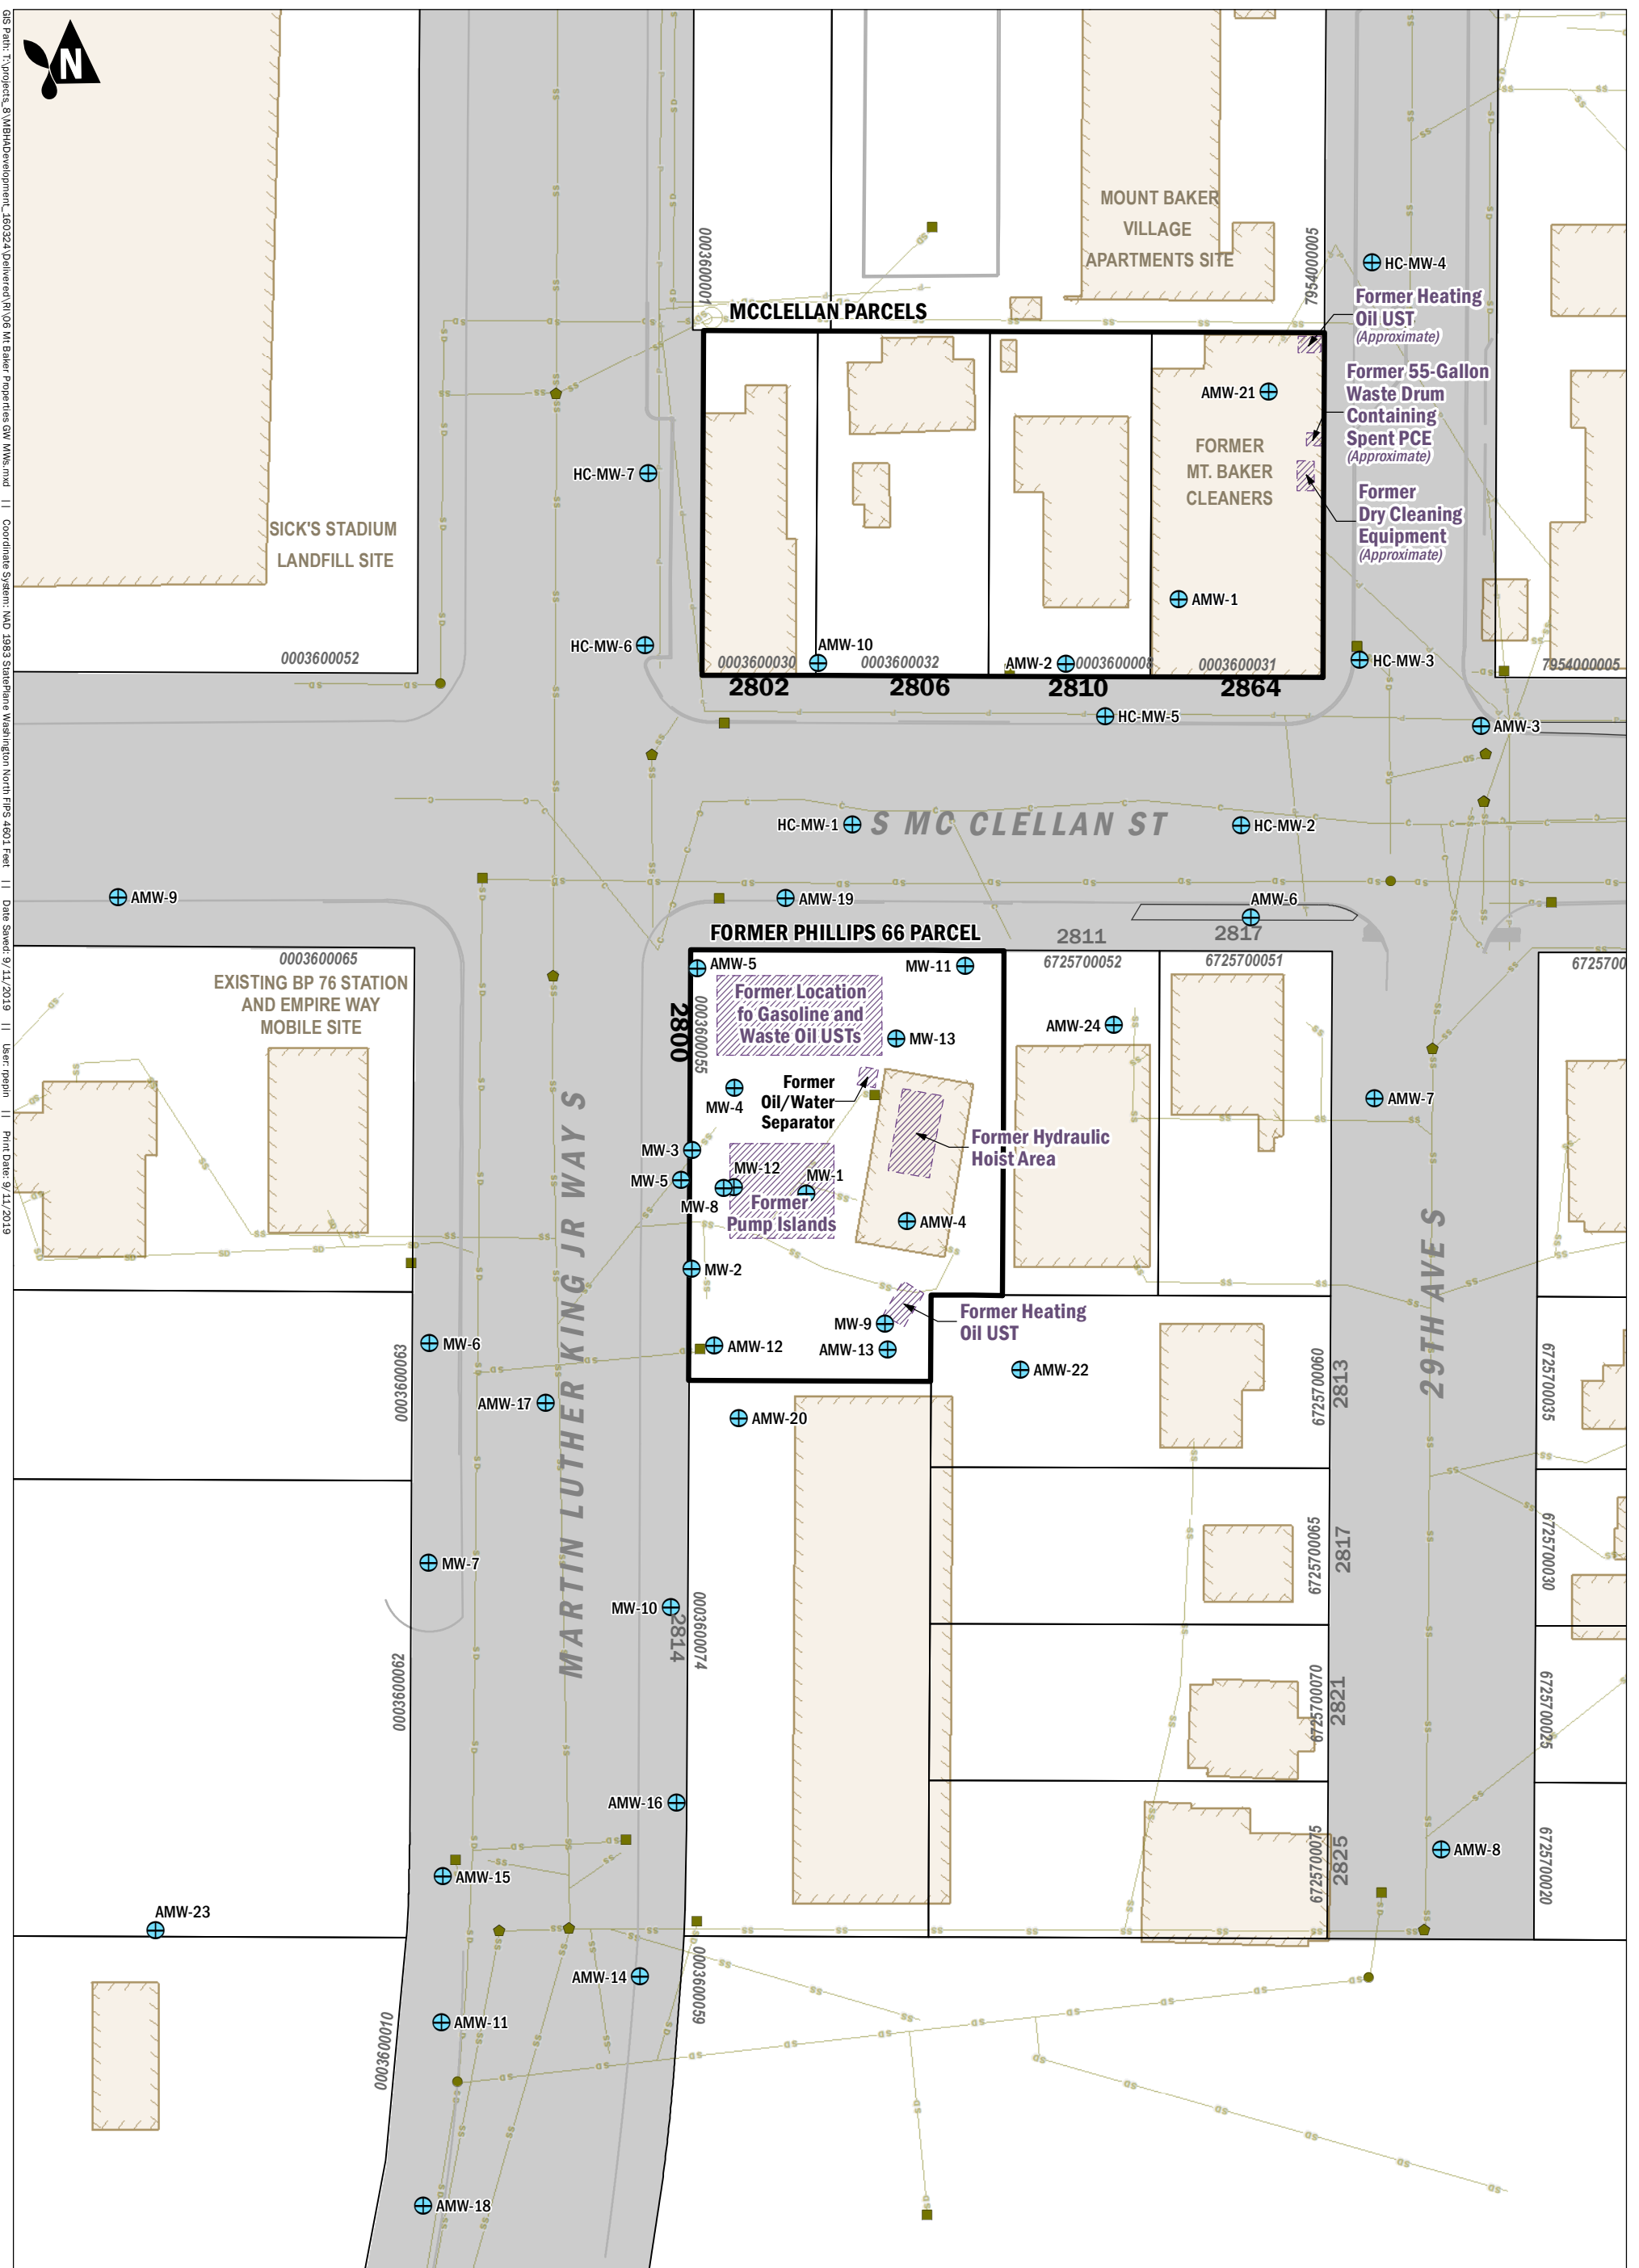 N
GIS Path: T:\projects_8\MBHADevelopment_160324\Delivered\RI\06 Mt Baker Properties GW MWs.mxd || Coordinate System: NAD 1983 StatePlane Washington North FIPS 4601 Feet || Date Saved: 9/11/2019 || User: rpepin || Print Date: 9/11/2019
MOUNT BAKER
VILLAGE
APARTMENTS SITE
0003600001
7954000005
HC-MW-4
MCCLELLAN PARCELS
Former Heating
Oil UST
(Approximate)
Former 55-Gallon
Waste Drum
Containing
Spent PCE
(Approximate)
AMW-21
FORMER
MT. BAKER
CLEANERS
Former
Dry Cleaning
Equipment
(Approximate)
HC-MW-7
SICK'S STADIUM
LANDFILL SITE
AMW-1
HC-MW-6
AMW-10
0003600052
0003600030
0003600032
AMW-2
0003600008
0003600031
HC-MW-3
7954000005
2802
2806
2810
2864
HC-MW-5
AMW-3
HC-MW-1
S MC CLELLAN ST
HC-MW-2
AMW-9
AMW-19
AMW-6
FORMER PHILLIPS 66 PARCEL
2811
2817
0003600065
EXISTING BP 76 STATION
AND EMPIRE WAY
MOBILE SITE
AMW-5
MW-11
6725700052
6725700051
6725700
2800
0003600055
Former Location
fo Gasoline and
Waste Oil USTs
MW-13
AMW-24
MW-4
Former
Oil/Water
Separator
AMW-7
Former Hydraulic
Hoist Area
MW-3
MW-5
MW-12
MW-1
MW-8
Former
Pump Islands
AMW-4
MW-2
MARTIN LUTHER KING JR WAY S
29TH AVE S
Former Heating
Oil UST
MW-9
MW-6
AMW-12
AMW-13
AMW-22
0003600063
6725700060
2813
6725700035
AMW-17
AMW-20
MW-7
6725700065
2817
6725700030
MW-10
2814
0003600074
0003600062
6725700070
2821
6725700025
AMW-16
AMW-15
6725700075
2825
AMW-8
6725700020
AMW-23
AMW-14
0003600059
AMW-11
0003600010
AMW-18